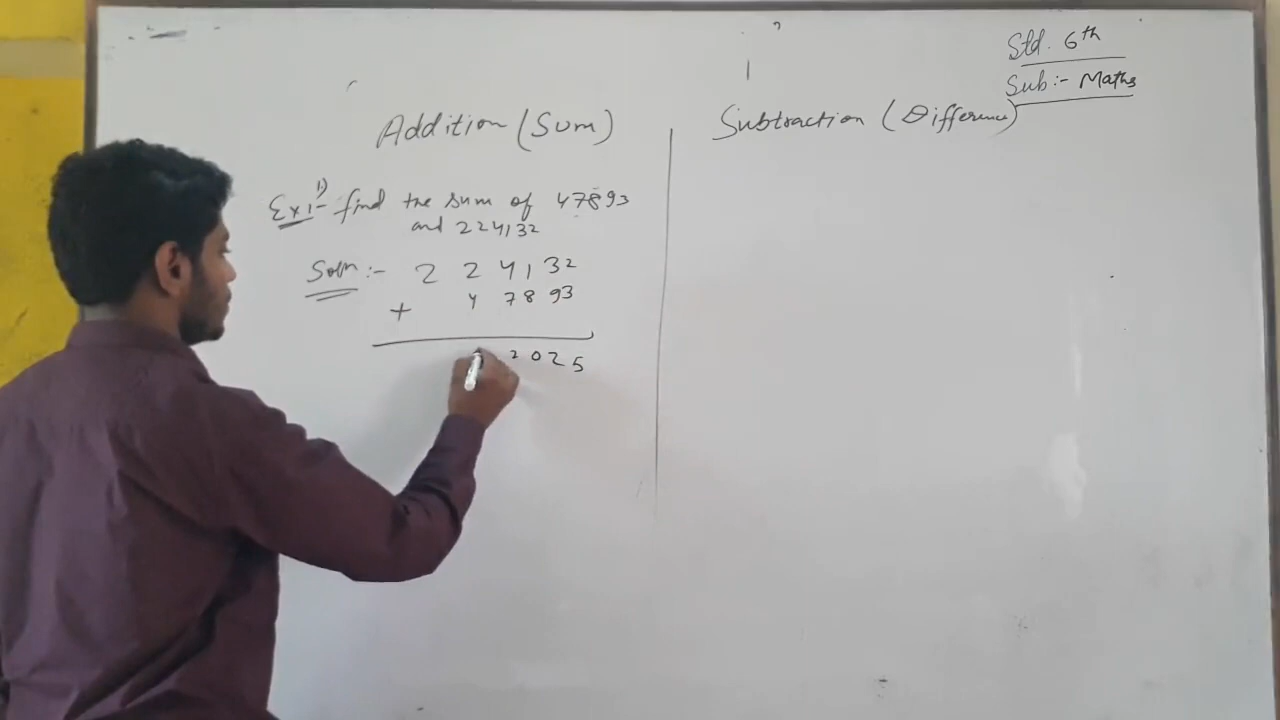 Std. 6th
Sub:- Maths
Addition (Sum)
Subtraction (Difference)
Ex 1)- find the sum of 47893
and 224132
Soln:- 2 2 4 1 3 2
+ 4 7 8 9 3
2 0 2 5